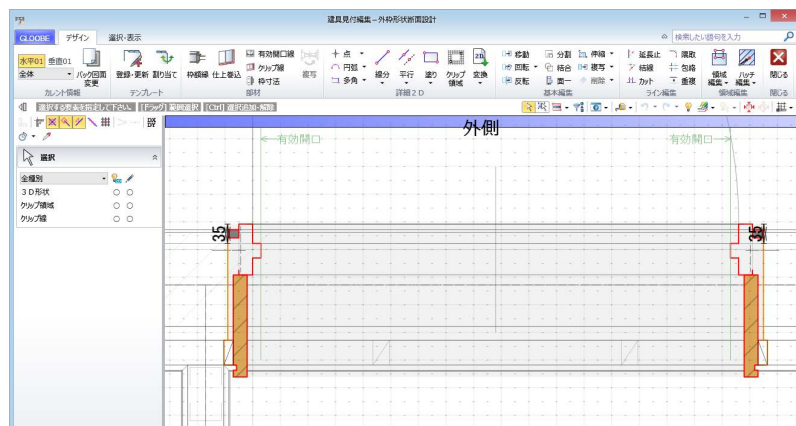 建具見付編集 – 外枠形状断面設計
GLOOBE デザイン 選択・表示 検索したい語句を入力
水平01 垂直01
全体
バック図面変更
カレント情報
登録・更新 割り当て
テンプレート
枠額縁 仕上巻込
有効開口線
クリップ線
枠寸法
部材
複写
点
円弧
多角
線分 平行 塗り クリップ領域 変換
詳細2D
移動 分割 伸縮
回転 結合 複写
反転 面一 削除
基本編集
延長止 隅取
結線 包絡
カット 重複
ライン編集
領域編集 ハッチ編集
領域編集
閉じる
閉じる
選択する要素を指定して下さい。 [ドラッグ] 範囲選択 [Ctrl] 選択追加・解除
選択
全種別
3D形状
クリップ領域
クリップ線
外側
有効開口
有効開口
35
35